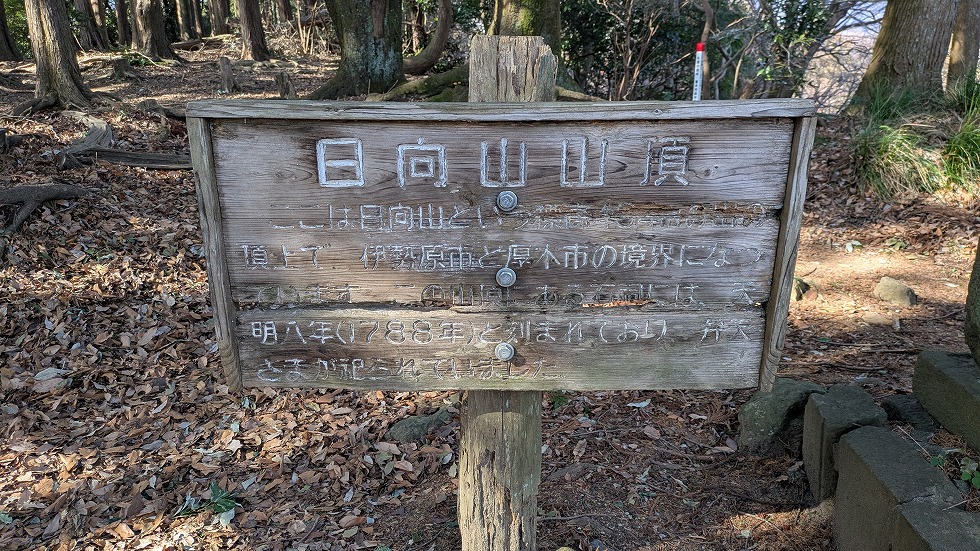 日向山山頂
ここは日向山とい
頂上で 伊勢原市と厚木市の境界になっ
ています この山頂にある石祠には 天
明八年(1788年)と刻まれており 弁天
さまが祀られていました